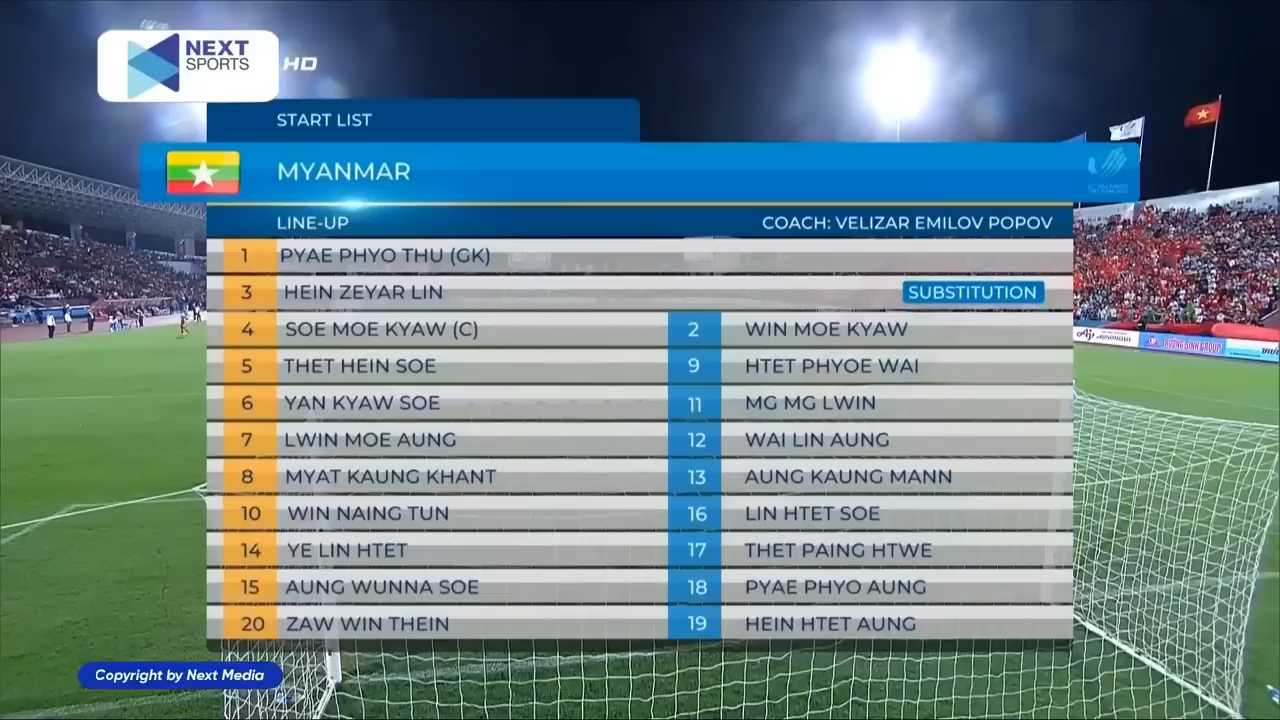 NEXT
SPORTS
HD
START LIST
MYANMAR
LINE-UP COACH: VELIZAR EMILOV POPOV
1 PYAE PHYO THU (GK)
3 HEIN ZEYAR LIN SUBSTITUTION
4 SOE MOE KYAW (C) 2 WIN MOE KYAW
5 THET HEIN SOE 9 HTET PHYOE WAI
6 YAN KYAW SOE 11 MG MG LWIN
7 LWIN MOE AUNG 12 WAI LIN AUNG
8 MYAT KAUNG KHANT 13 AUNG KAUNG MANN
10 WIN NAING TUN 16 LIN HTET SOE
14 YE LIN HTET 17 THET PAING HTWE
15 AUNG WUNNA SOE 18 PYAE PHYO AUNG
20 ZAW WIN THEIN 19 HEIN HTET AUNG
AJINOMOTO
TRƯỜNG SINH GROUP
Copyright by Next Media